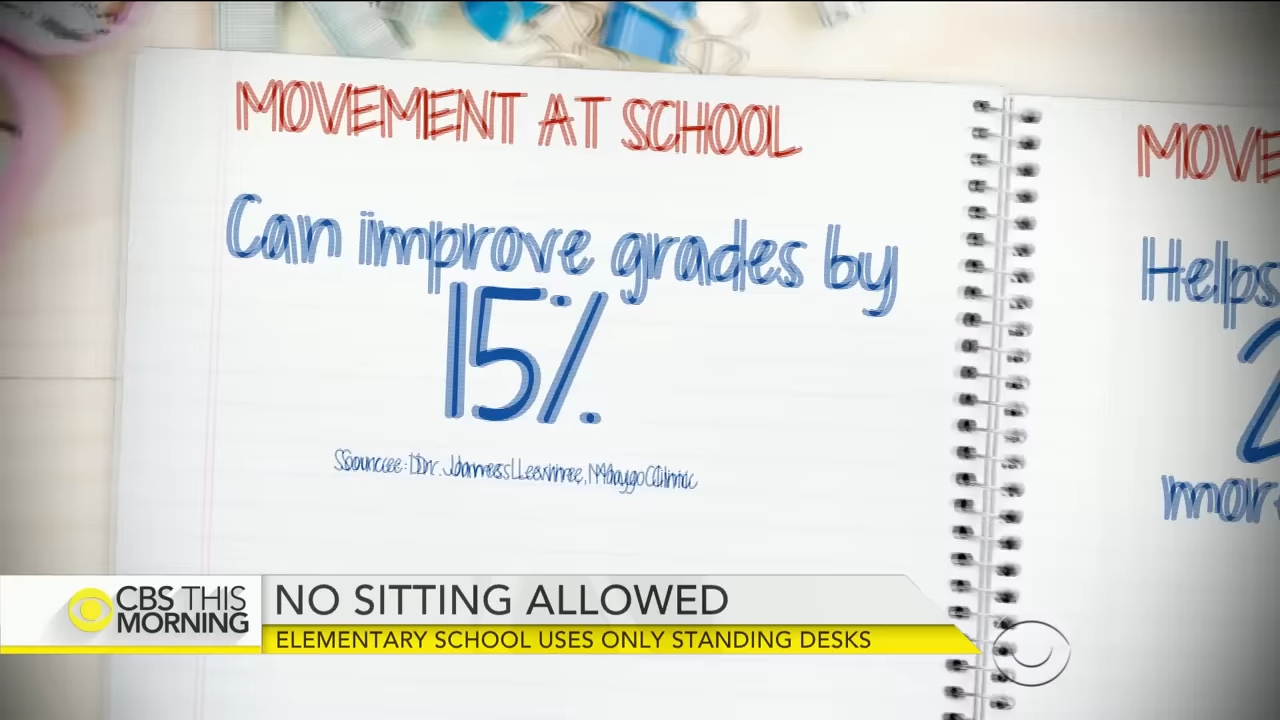 MOVEMENT AT SCHOOL
Can improve grades by
15%
Source: Dr. James Levine, Mayo Clinic
MOVE
Helps
2
mor
CBS THIS
MORNING
NO SITTING ALLOWED
ELEMENTARY SCHOOL USES ONLY STANDING DESKS